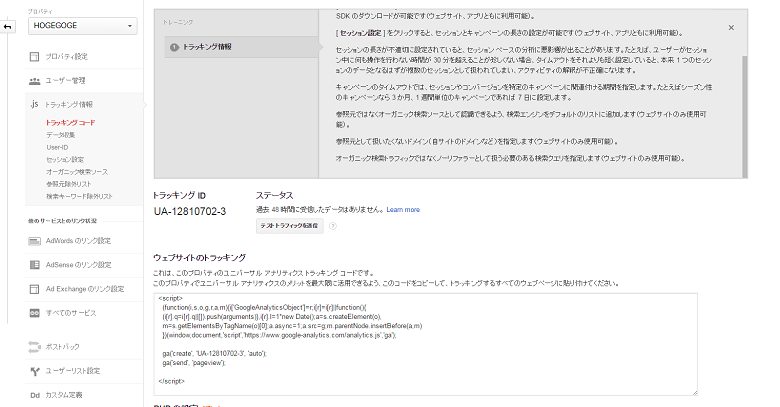 プロパティ
HOGEGOGE
プロパティ設定
ユーザー管理
.js トラッキング情報
トラッキング コード
データ収集
User-ID
セッション設定
オーガニック検索ソース
参照元除外リスト
検索キーワード除外リスト
他のサービスとのリンク状況
AdWords のリンク設定
AdSense のリンク設定
Ad Exchange のリンク設定
すべてのサービス
ポストバック
ユーザーリスト設定
Dd カスタム定義
トレーニング
トラッキング情報
SDK のダウンロードが可能です(ウェブサイト、アプリともに利用可能)。
[ セッション設定 ] をクリックすると、セッションとキャンペーンの長さの設定が可能です(ウェブサイト、アプリともに利用可能)。
セッションの長さが不適切に設定されていると、セッション ベースの分析に悪影響が出ることがあります。たとえば、ユーザーがセッショ
ン中に何も操作を行わない時間が 30 分を超えることが珍しくない場合、タイムアウトをそれよりも短く設定していると、本来 1 つのセッシ
ョンのデータとなるはずが複数のセッションとして扱われてしまい、アクティビティの解釈が不正確になります。
キャンペーンのタイムアウトでは、セッションやコンバージョンを特定のキャンペーンに関連付ける期間を指定します。たとえばシーズン性
のキャンペーンなら 3 か月、1 週間単位のキャンペーンであれば 7 日に設定します。
参照元ではなくオーガニック検索ソースとして認識できるよう、検索エンジンをデフォルトのリストに追加します(ウェブサイトのみ使用可
能)。
参照元として扱いたくないドメイン(自サイトのドメインなど)を指定します(ウェブサイトのみ使用可能)。
オーガニック検索トラフィックではなくノーリファラーとして扱う必要のある検索クエリを指定します(ウェブサイトのみ使用可能)。
トラッキング ID
UA-12810702-3
ステータス
過去 48 時間に受信したデータはありません。 Learn more
テストトラフィックを送信
ウェブサイトのトラッキング
これは、このプロパティのユニバーサル アナリティクス トラッキング コードです。
このプロパティでユニバーサル アナリティクスのメリットを最大限に活用できるよう、このコードをコピーして、トラッキングするすべてのウェブページに貼り付けてください。
<script>
(function(i,s,o,g,r,a,m){i['GoogleAnalyticsObject']=r;i[r]=i[r]||function(){
(i[r].q=i[r].q||[]).push(arguments)},i[r].l=1*new Date();a=s.createElement(o),
m=s.getElementsByTagName(o)[0];a.async=1;a.src=g;m.parentNode.insertBefore(a,m)
})(window,document,'script','https://www.google-analytics.com/analytics.js','ga');
ga('create', 'UA-12810702-3', 'auto');
ga('send', 'pageview');
</script>